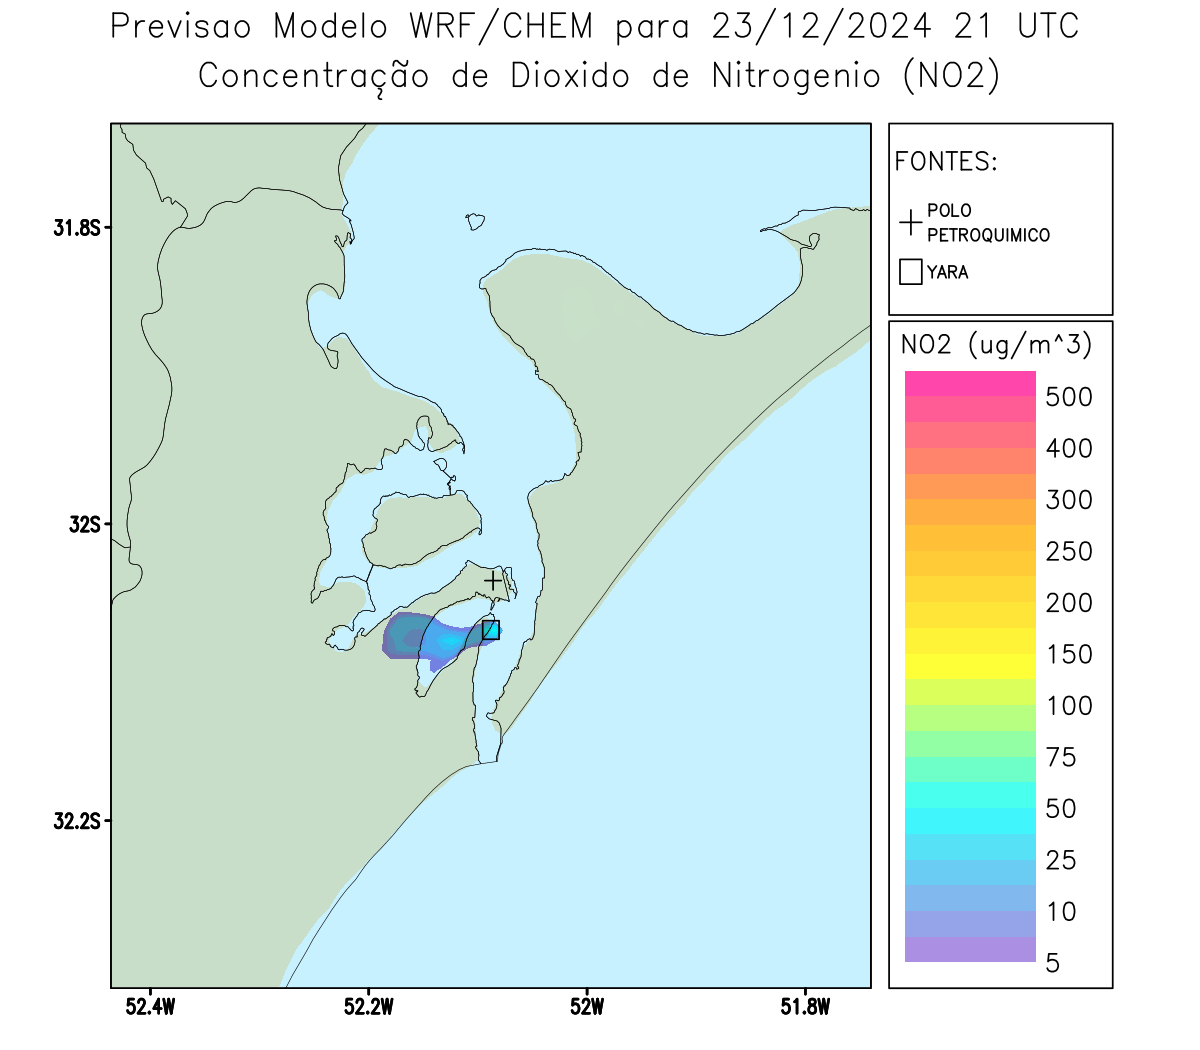 Previsao Modelo WRF/CHEM para 23/12/2024 21 UTC
Concentração de Dioxido de Nitrogenio (NO2)
FONTES:
POLO
PETROQUIMICO
YARA
NO2 (ug/m^3)
500
400
300
250
200
150
100
75
50
25
10
5
31.8S
32S
32.2S
52.4W
52.2W
52W
51.8W